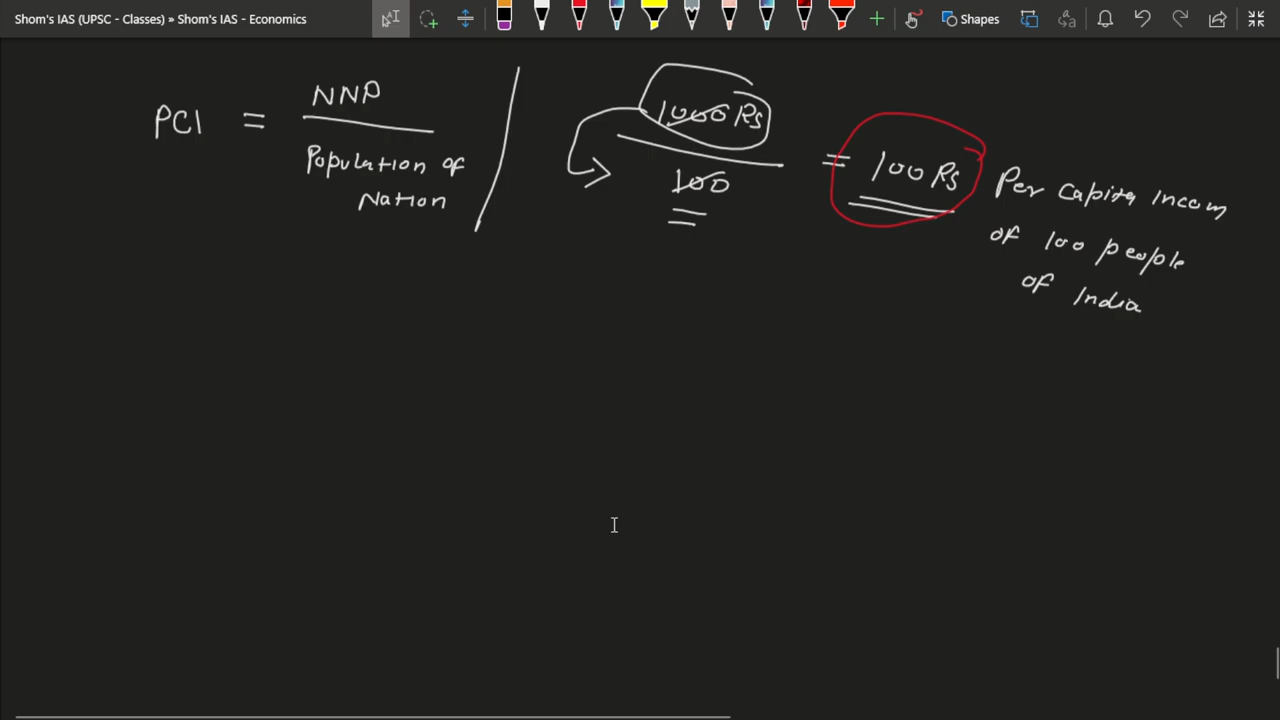 Shom's IAS (UPSC - Classes) » Shom's IAS - Economics
Shapes
PCI = NNP
Population of
Nation
1000 Rs
100
= 100 Rs
Per Capita Incom
of 100 people
of India